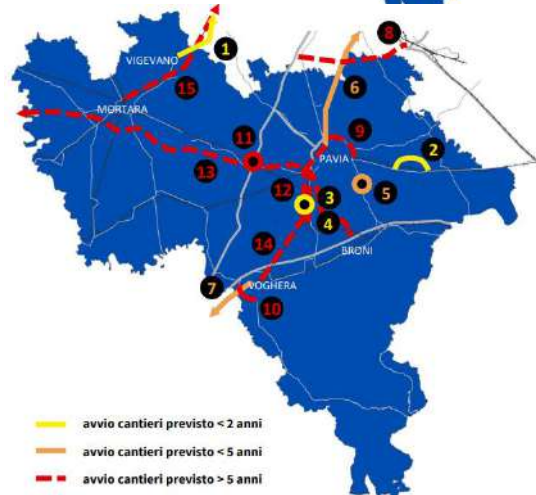 8
1
VIGEVANO
15
6
MORTARA
11
9
2
PAVIA
13
12
3
5
4
14
BRONI
7
VOGHERA
10
avvio cantieri previsto < 2 anni
avvio cantieri previsto < 5 anni
avvio cantieri previsto > 5 anni